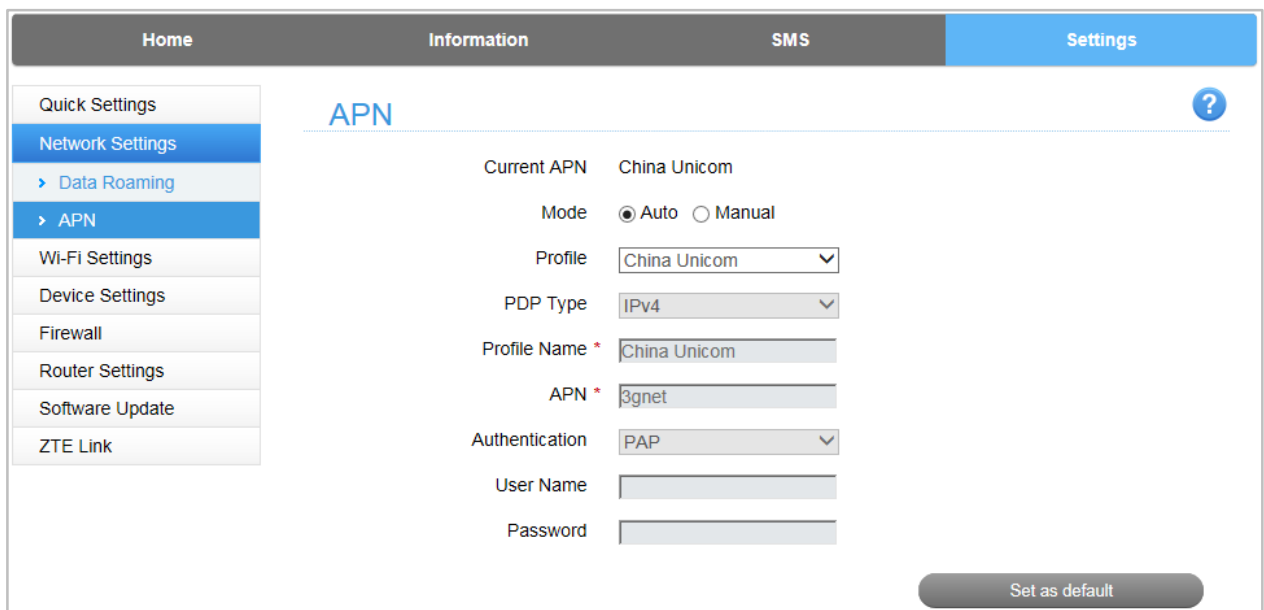 Home Information SMS Settings
Quick Settings
Network Settings
› Data Roaming
› APN
Wi-Fi Settings
Device Settings
Firewall
Router Settings
Software Update
ZTE Link
APN ?
Current APN China Unicom
Mode Auto Manual
Profile China Unicom
PDP Type IPv4
Profile Name * China Unicom
APN * 3gnet
Authentication PAP
User Name
Password
Set as default